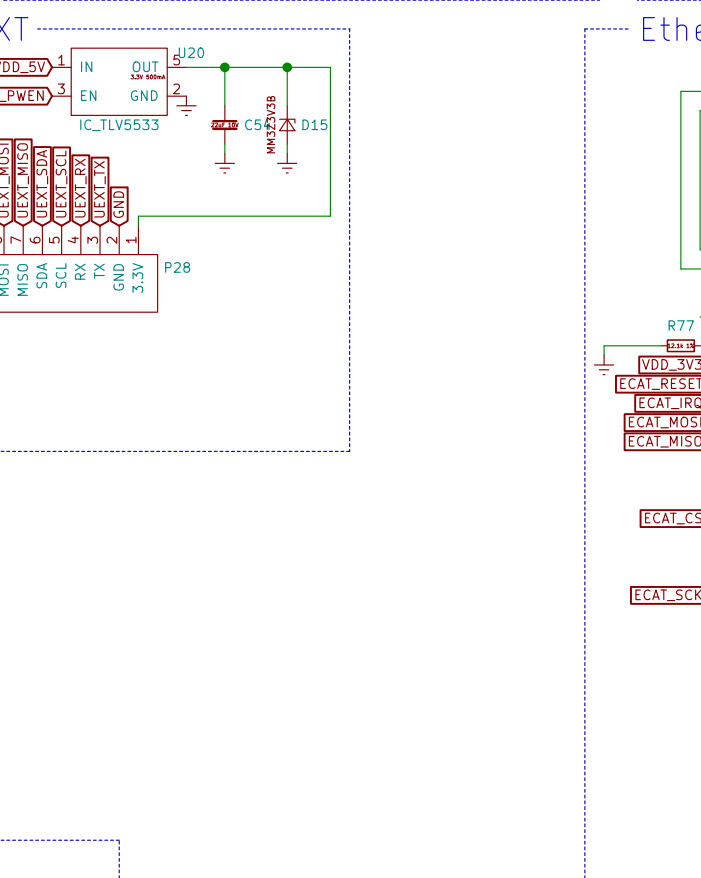 XT
Ethe
VDD_5V
1
IN
OUT
5
U20
3.3V 500mA
_PWEN
3
EN
GND
2
IC_TLV5533
22uF 10V
C54
MM3Z3V3B
D15
UEXT_MOSI
UEXT_MISO
UEXT_SDA
UEXT_SCL
UEXT_RX
UEXT_TX
GND
7
6
5
4
3
2
1
MOSI
MISO
SDA
SCL
RX
TX
GND
3.3V
P28
R77
12.1k 1%
VDD_3V3
ECAT_RESET
ECAT_IRQ
ECAT_MOSI
ECAT_MISO
ECAT_CS
ECAT_SCK